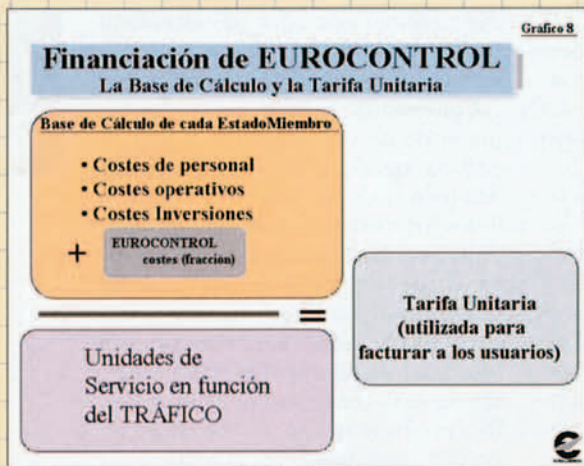 Gráfico 8
Financiación de EUROCONTROL
La Base de Cálculo y la Tarifa Unitaria
Base de Cálculo de cada EstadoMiembro
• Costes de personal
• Costes operativos
• Costes Inversiones
+
EUROCONTROL
costes (fracción)
=
Tarifa Unitaria
(utilizada para
facturar a los usuarios)
Unidades de
Servicio en función
del TRÁFICO